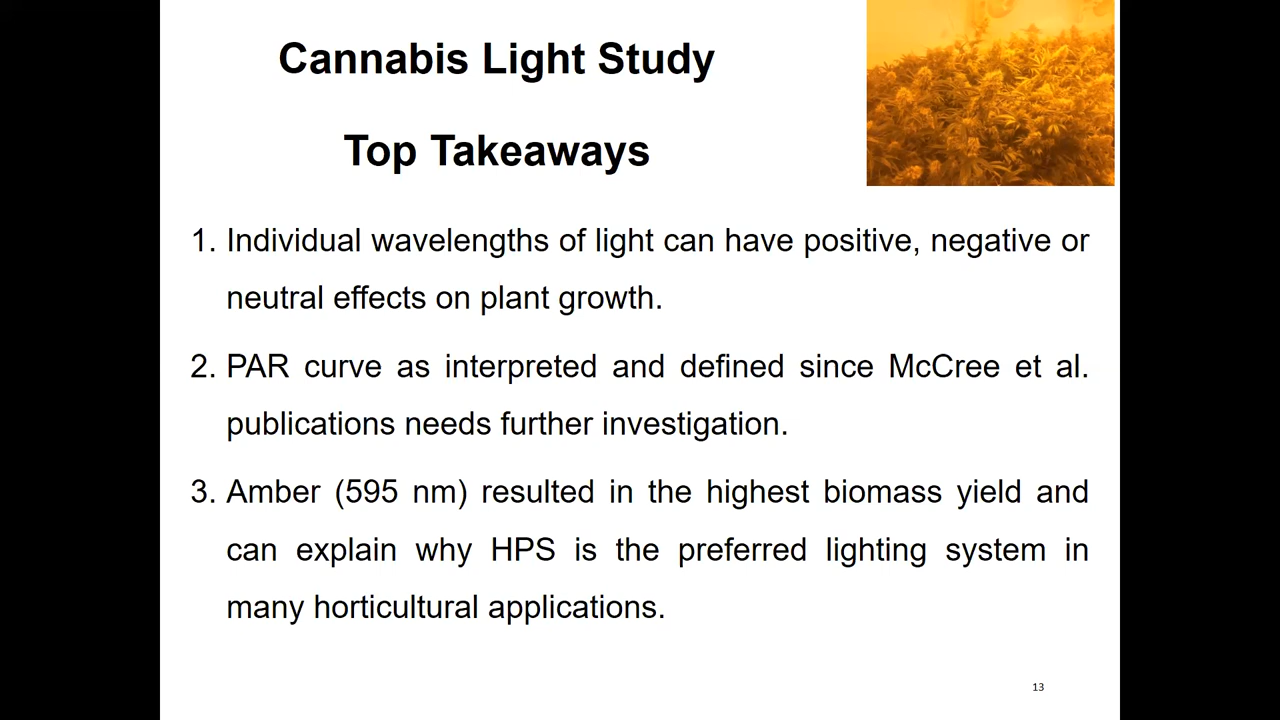 Cannabis Light Study
Top Takeaways
1. Individual wavelengths of light can have positive, negative or
neutral effects on plant growth.
2. PAR curve as interpreted and defined since McCree et al.
publications needs further investigation.
3. Amber (595 nm) resulted in the highest biomass yield and
can explain why HPS is the preferred lighting system in
many horticultural applications.
13